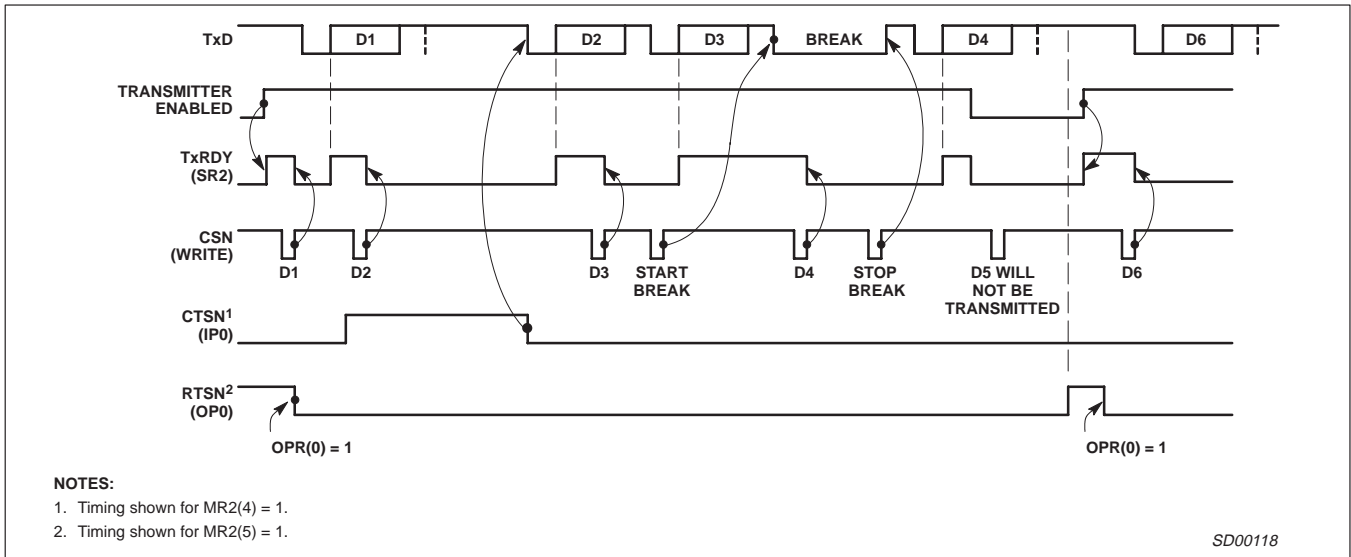 TxD
D1
D2
D3
BREAK
D4
D6
TRANSMITTER
ENABLED
TxRDY
(SR2)
CSN
(WRITE)
D1
D2
D3
START
BREAK
D4
STOP
BREAK
D5 WILL
NOT BE
TRANSMITTED
D6
CTSN1
(IP0)
RTSN2
(OP0)
OPR(0) = 1
OPR(0) = 1
NOTES:
1. Timing shown for MR2(4) = 1.
2. Timing shown for MR2(5) = 1.
SD00118